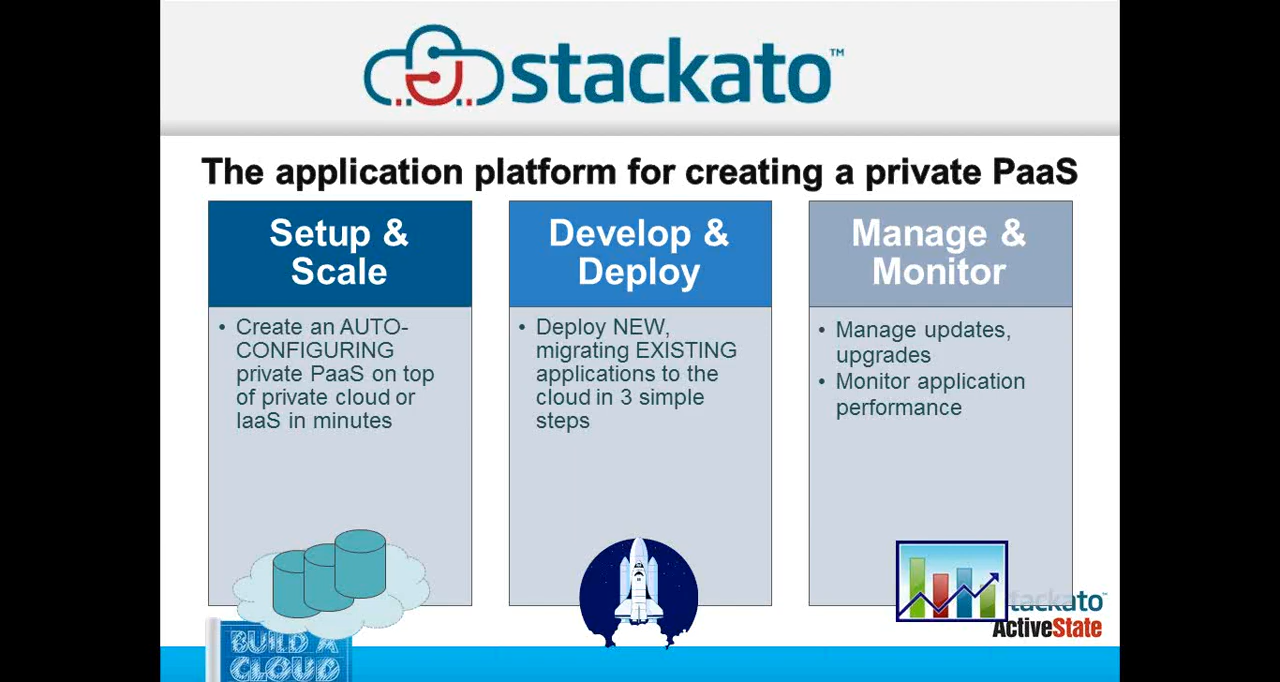 stackato™
The application platform for creating a private PaaS
Setup &
Scale
• Create an AUTO-
CONFIGURING
private PaaS on top
of private cloud or
IaaS in minutes
Develop &
Deploy
• Deploy NEW,
migrating EXISTING
applications to the
cloud in 3 simple
steps
Manage &
Monitor
• Manage updates,
upgrades
• Monitor application
performance
tackato™
ActiveState
BUILD A
CLOUD